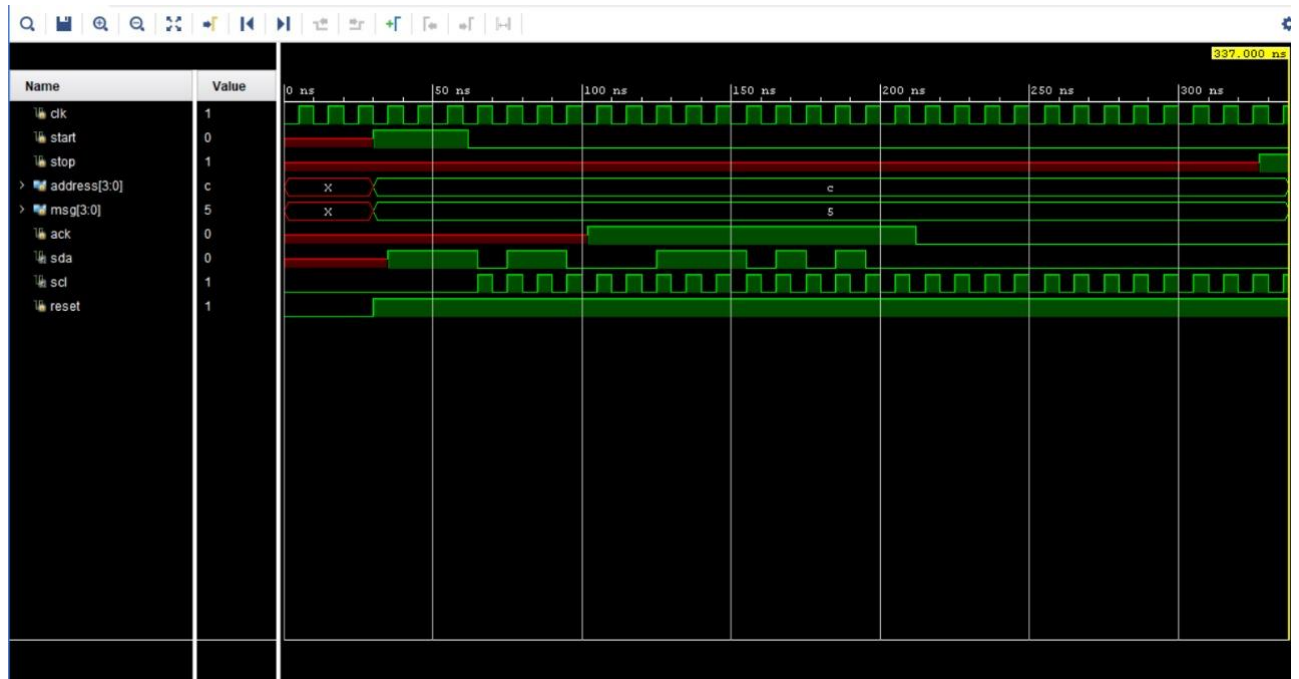 337.000 ns
Name Value
0 ns 50 ns 100 ns 150 ns 200 ns 250 ns 300 ns
clk 1
start 0
stop 1
address[3:0] c X c
msg[3:0] 5 X 5
ack 0
sda 0
scl 1
reset 1